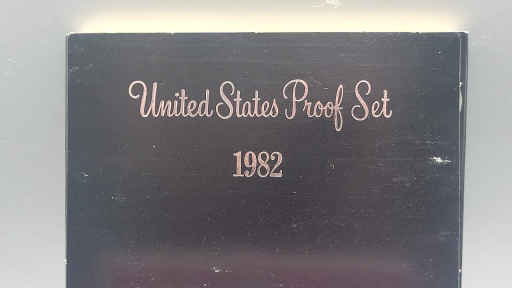 United States Proof Set
1982